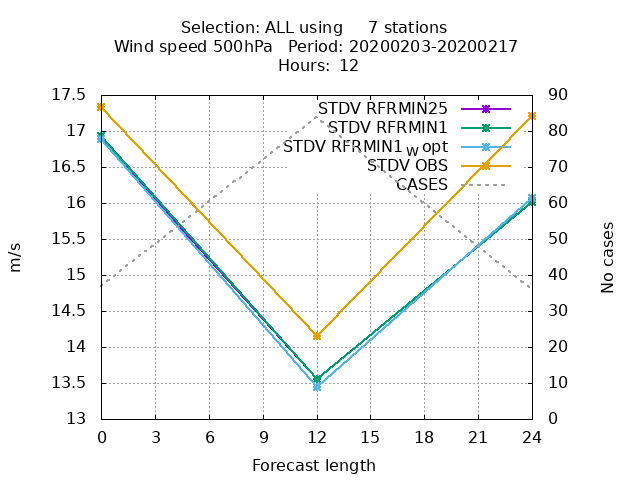 Selection: ALL using     7 stations
Wind speed 500hPa   Period: 20200203-20200217
Hours:  12
17.5
17
16.5
16
15.5
15
14.5
14
13.5
13
m/s
STDV RFRMIN25
STDV RFRMIN1
STDV RFRMIN1_w opt
STDV OBS
CASES
90
80
70
60
50
40
30
20
10
0
No cases
0 3 6 9 12 15 18 21 24
Forecast length